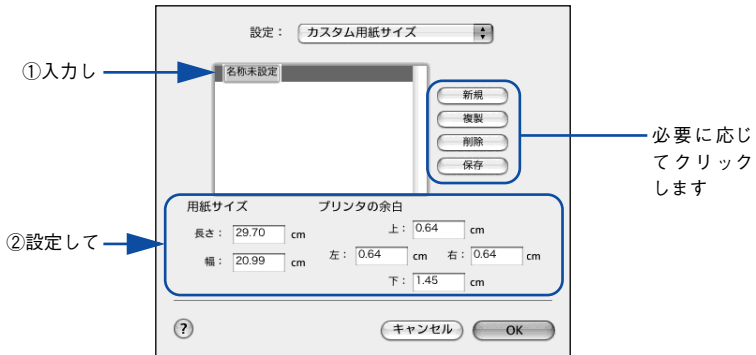 設定： カスタム用紙サイズ
①入力し
名称未設定
新規
複製
削除
保存
必要に応じ
てクリック
します
用紙サイズ
プリンタの余白
②設定して
長さ： 29.70 cm
幅： 20.99 cm
上： 0.64 cm
左： 0.64 cm 右： 0.64 cm
下： 1.45 cm
?
キャンセル
OK